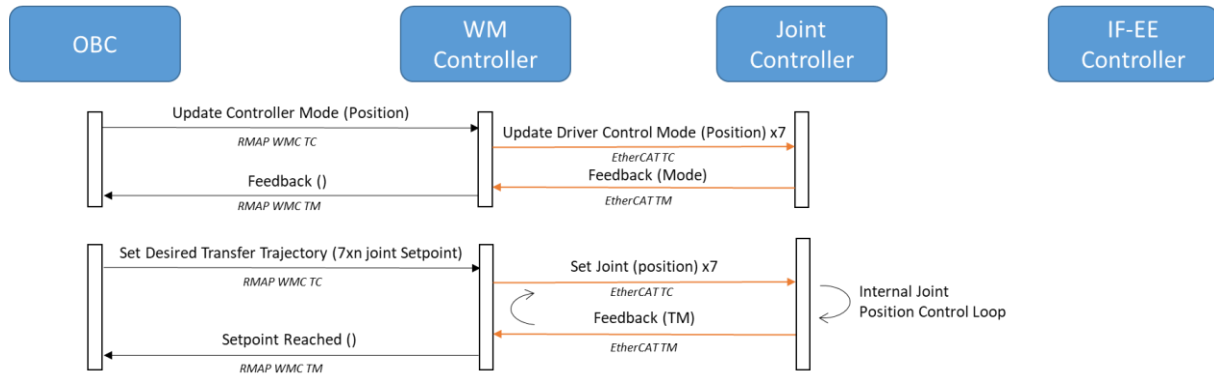 OBC
WM
Controller
Joint
Controller
IF-EE
Controller
Update Controller Mode (Position)
RMAP WMC TC
Update Driver Control Mode (Position) x7
EtherCAT TC
Feedback (Mode)
EtherCAT TM
Feedback ()
RMAP WMC TM
Set Desired Transfer Trajectory (7xn joint Setpoint)
RMAP WMC TC
Set Joint (position) x7
EtherCAT TC
Internal Joint
Position Control Loop
Feedback (TM)
EtherCAT TM
Setpoint Reached ()
RMAP WMC TM